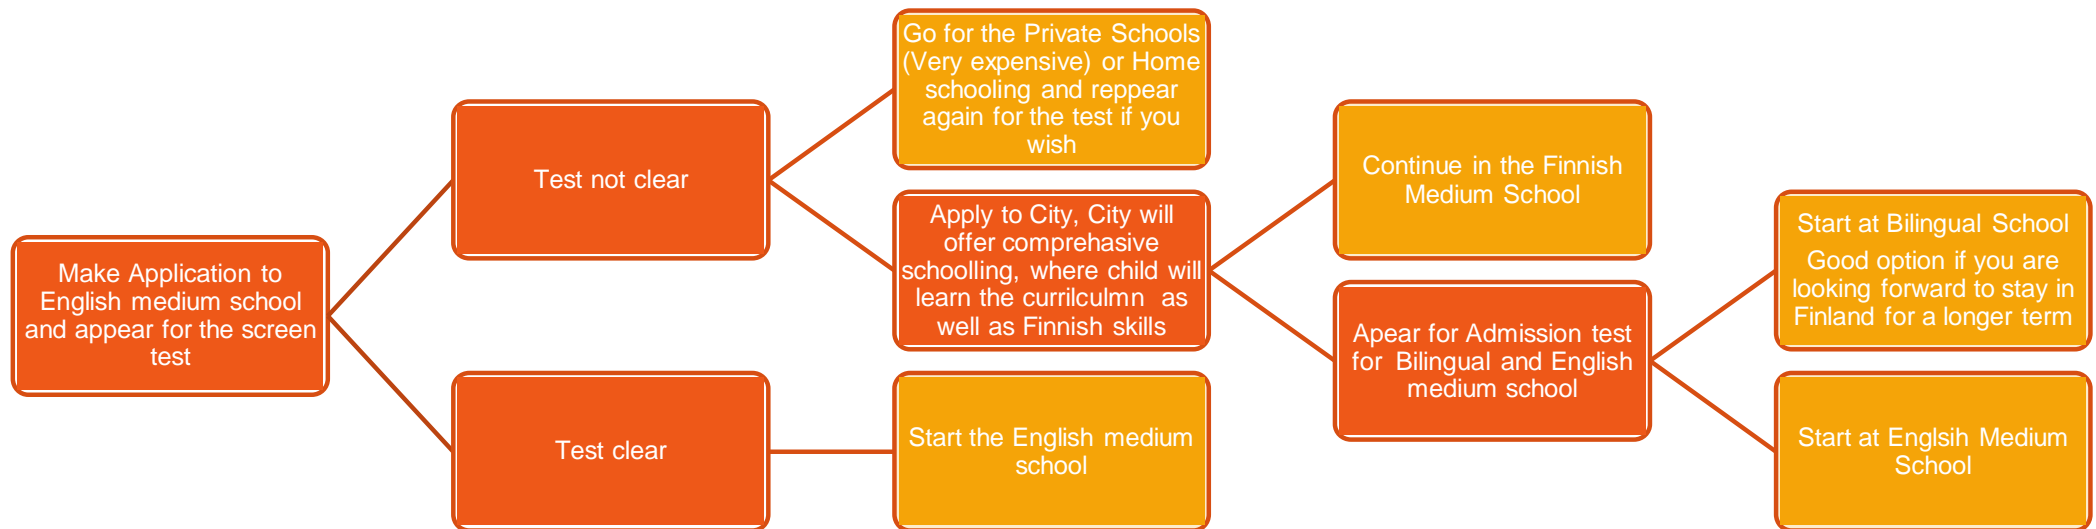 Make Application to
English medium school
and appear for the screen
test
Test not clear
Test clear
Go for the Private Schools
(Very expensive) or Home
schooling and reppear
again for the test if you
wish
Apply to City, City will
offer comprehasive
schoolling, where child will
learn the currilculmn as
well as Finnish skills
Start the English medium
school
Continue in the Finnish
Medium School
Apear for Admission test
for Bilingual and English
medium school
Start at Bilingual School
Good option if you are
looking forward to stay in
Finland for a longer term
Start at Englsih Medium
School